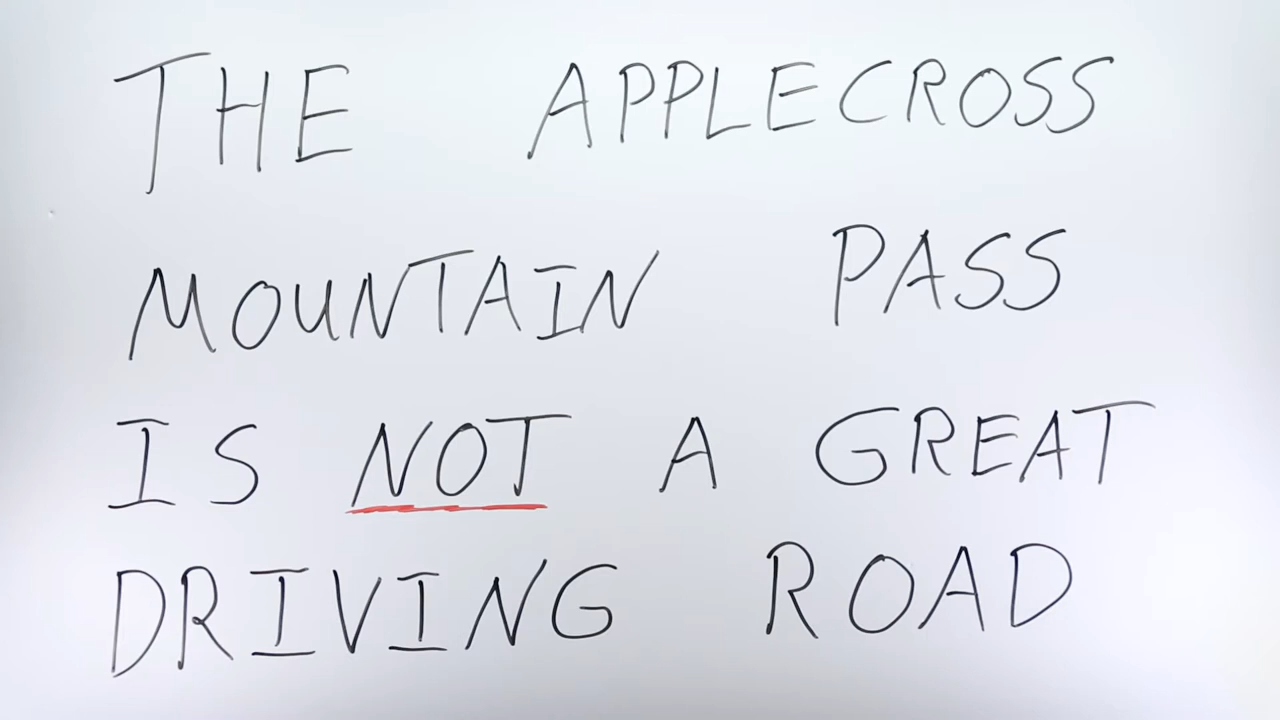 THE APPLECROSS
MOUNTAIN PASS
IS NOT A GREAT
DRIVING ROAD